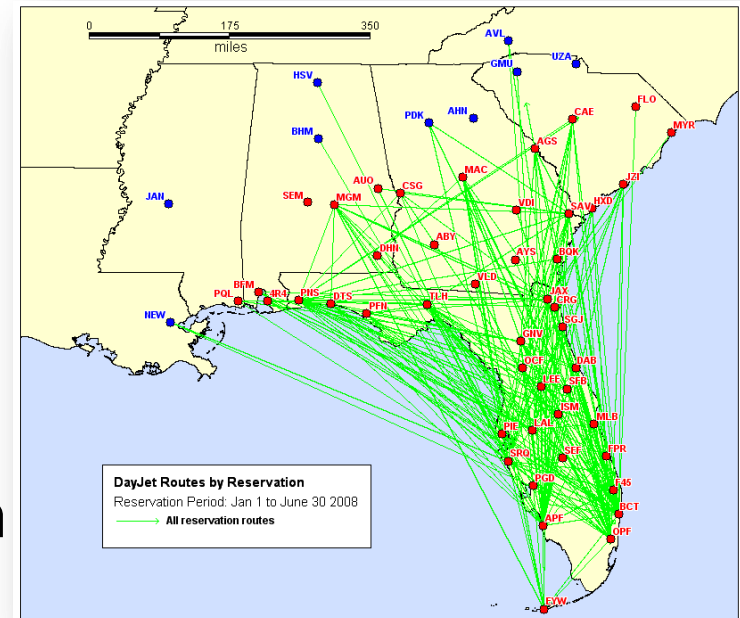 0 175 350
miles
AVL
UZA
GMU
HSV
FLO
CAE
PDK AHN
MYR
BHM
AGS
MAC
AUO CSG
JZI
JAN
SEM MGM
VDI SAV HXD
ABY
DHN
AYS BQK
VLD
BFM
PQL 4R4 PNS DTS
TLH
JAX
CRG
PFN
NEW
SGJ
GNV
OCF DAB
LEE SFB
ISM
MLB
PIE LAL
SRQ SEF FPR
PGD F45
BCT
APF
OPF
EYW
DayJet Routes by Reservation
Reservation Period: Jan 1 to June 30 2008
All reservation routes